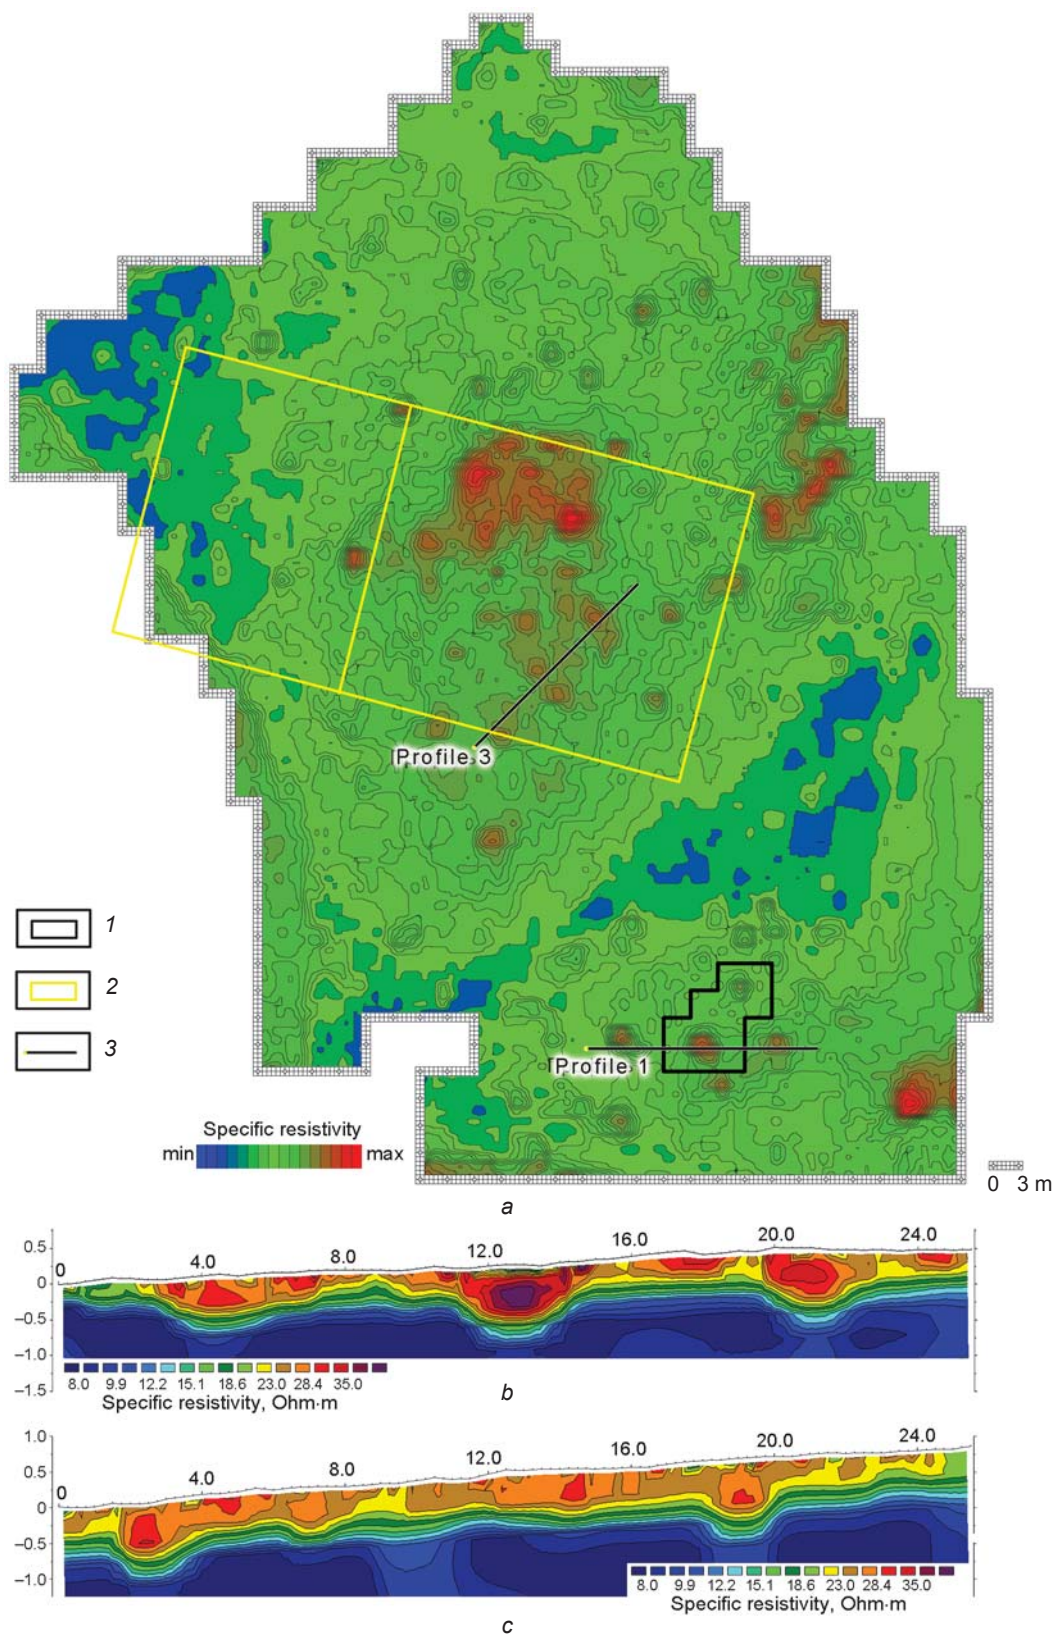 Profile 3
1
2
3
Profile 1
Specific resistivity
min max
0 3 m
a
0.5
0
–0.5
–1.0
–1.5
0 4.0 8.0 12.0 16.0 20.0 24.0
8.0 9.9 12.2 15.1 18.6 23.0 28.4 35.0
Specific resistivity, Ohm·m
b
1.0
0.5
0
–0.5
–1.0
0 4.0 8.0 12.0 16.0 20.0 24.0
8.0 9.9 12.2 15.1 18.6 23.0 28.4 35.0
Specific resistivity, Ohm·m
c